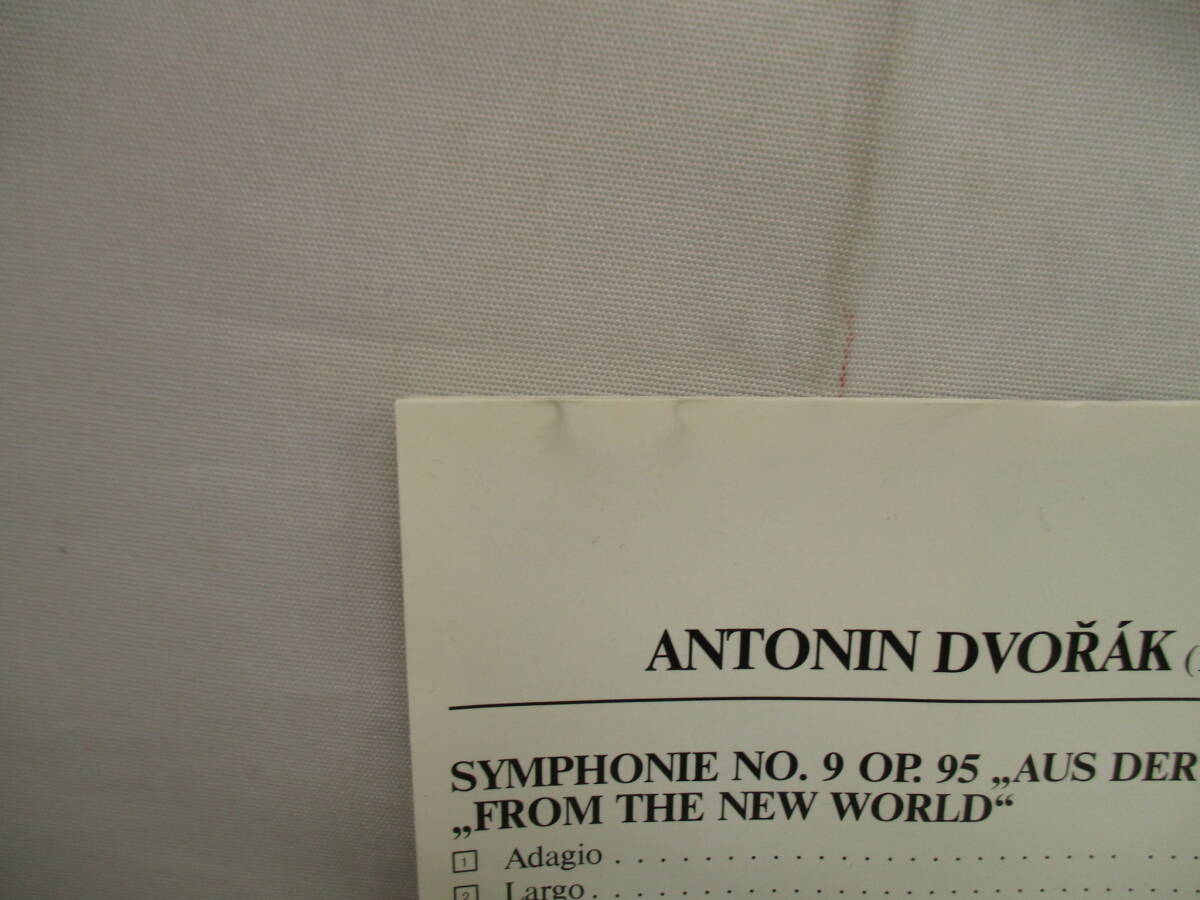 ANTONIN DVOŘÁK (
SYMPHONIE NO. 9 OP. 95 „AUS DER
„FROM THE NEW WORLD“
1 Adagio . . . . . . . . . . . . . . . . . . . .
2 Largo . . . . . . . . . . . . . . . . . . . .